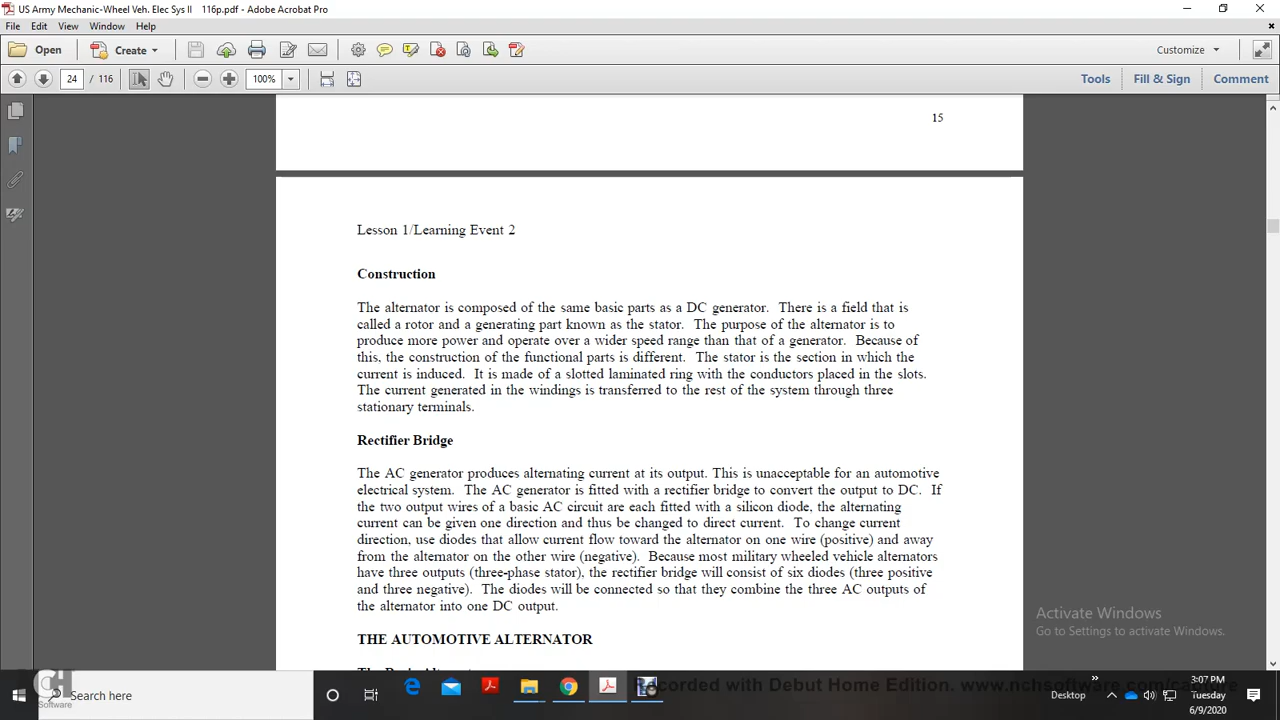 US Army Mechanic-Wheel Veh. Elec Sys II 116p.pdf - Adobe Acrobat Pro
File Edit View Window Help
Open Create Customize
24 / 116 100% Tools Fill & Sign Comment
15
Lesson 1/Learning Event 2
Construction
The alternator is composed of the same basic parts as a DC generator. There is a field that is
called a rotor and a generating part known as the stator. The purpose of the alternator is to
produce more power and operate over a wider speed range than that of a generator. Because of
this, the construction of the functional parts is different. The stator is the section in which the
current is induced. It is made of a slotted laminated ring with the conductors placed in the slots.
The current generated in the windings is transferred to the rest of the system through three
stationary terminals.
Rectifier Bridge
The AC generator produces alternating current at its output. This is unacceptable for an automotive
electrical system. The AC generator is fitted with a rectifier bridge to convert the output to DC. If
the two output wires of a basic AC circuit are each fitted with a silicon diode, the alternating
current can be given one direction and thus be changed to direct current. To change current
direction, use diodes that allow current flow toward the alternator on one wire (positive) and away
from the alternator on the other wire (negative). Because most military wheeled vehicle alternators
have three outputs (three-phase stator), the rectifier bridge will consist of six diodes (three positive
and three negative). The diodes will be connected so that they combine the three AC outputs of
the alternator into one DC output.
THE AUTOMOTIVE ALTERNATOR
Activate Windows
Go to Settings to activate Windows.
NCH
Software
Search here
Recorded with Debut Home Edition. www.nchsoftware.com/capture
Desktop
3:07 PM
Tuesday
6/9/2020